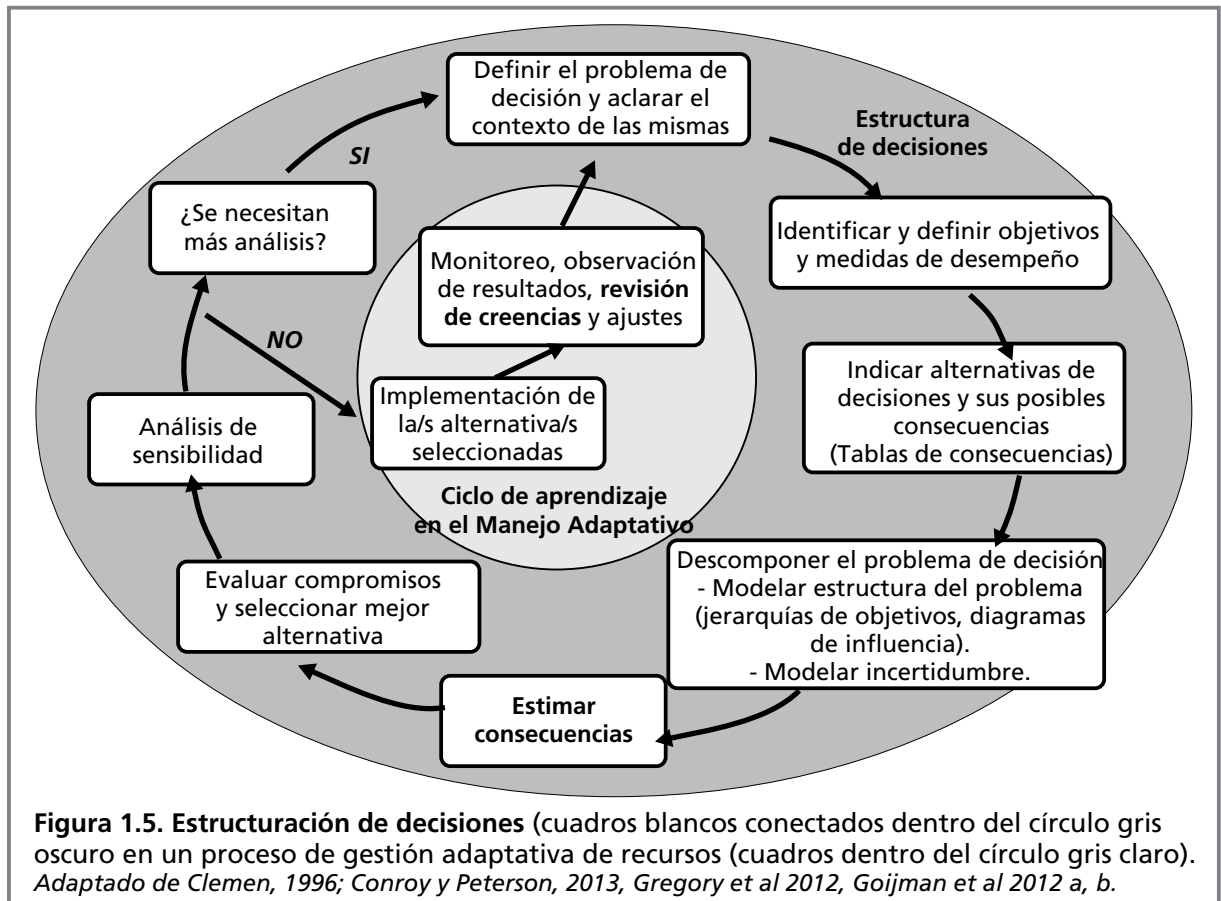 Definir el problema de
decisión y aclarar el
contexto de las mismas
Estructura
de decisiones
SI
¿Se necesitan
más análisis?
Identificar y definir objetivos
y medidas de desempeño
Monitoreo, observación
de resultados, revisión
de creencias y ajustes
NO
Indicar alternativas de
decisiones y sus posibles
consecuencias
(Tablas de consecuencias)
Implementación de
la/s alternativa/s
seleccionadas
Análisis de
sensibilidad
Ciclo de aprendizaje
en el Manejo Adaptativo
Descomponer el problema de decisión
- Modelar estructura del problema
(jerarquías de objetivos, diagramas
de influencia).
- Modelar incertidumbre.
Evaluar compromisos
y seleccionar mejor
alternativa
Estimar
consecuencias
Figura 1.5. Estructuración de decisiones (cuadros blancos conectados dentro del círculo gris
oscuro en un proceso de gestión adaptativa de recursos (cuadros dentro del círculo gris claro).
Adaptado de Clemen, 1996; Conroy y Peterson, 2013, Gregory et al 2012, Goijman et al 2012 a, b.